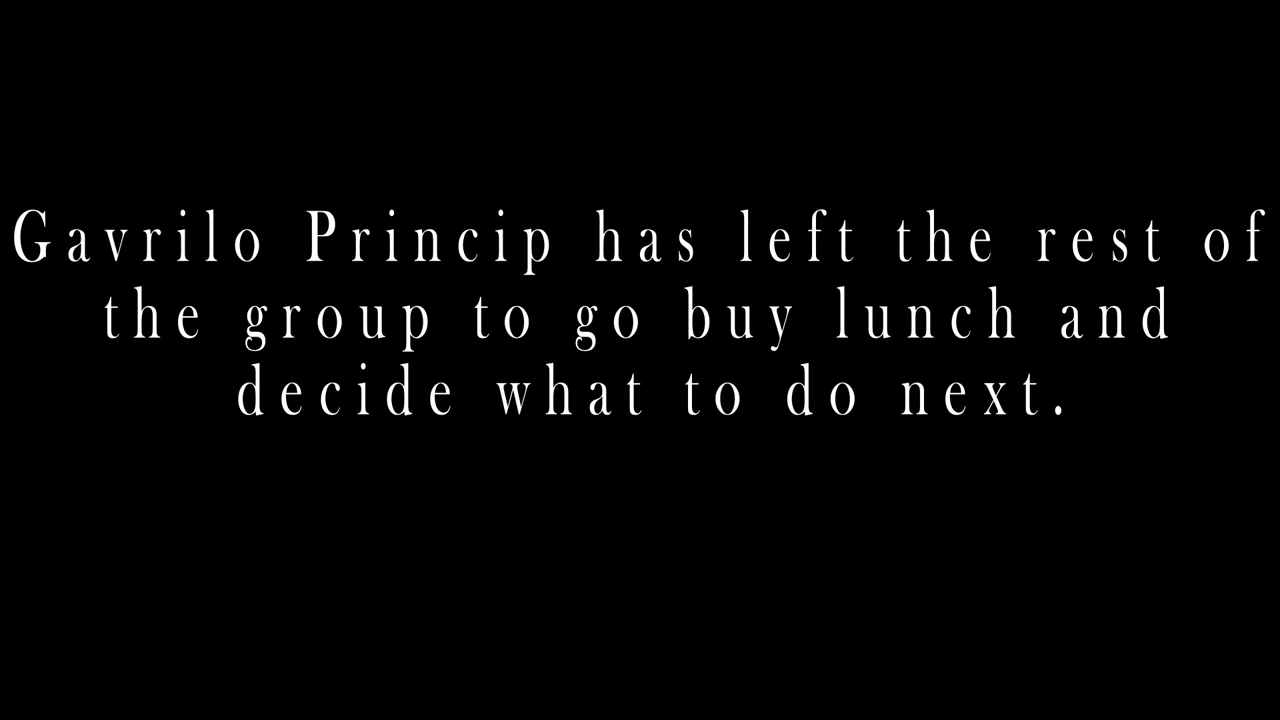 Gavrilo Princip has left the rest of
the group to go buy lunch and
decide what to do next.